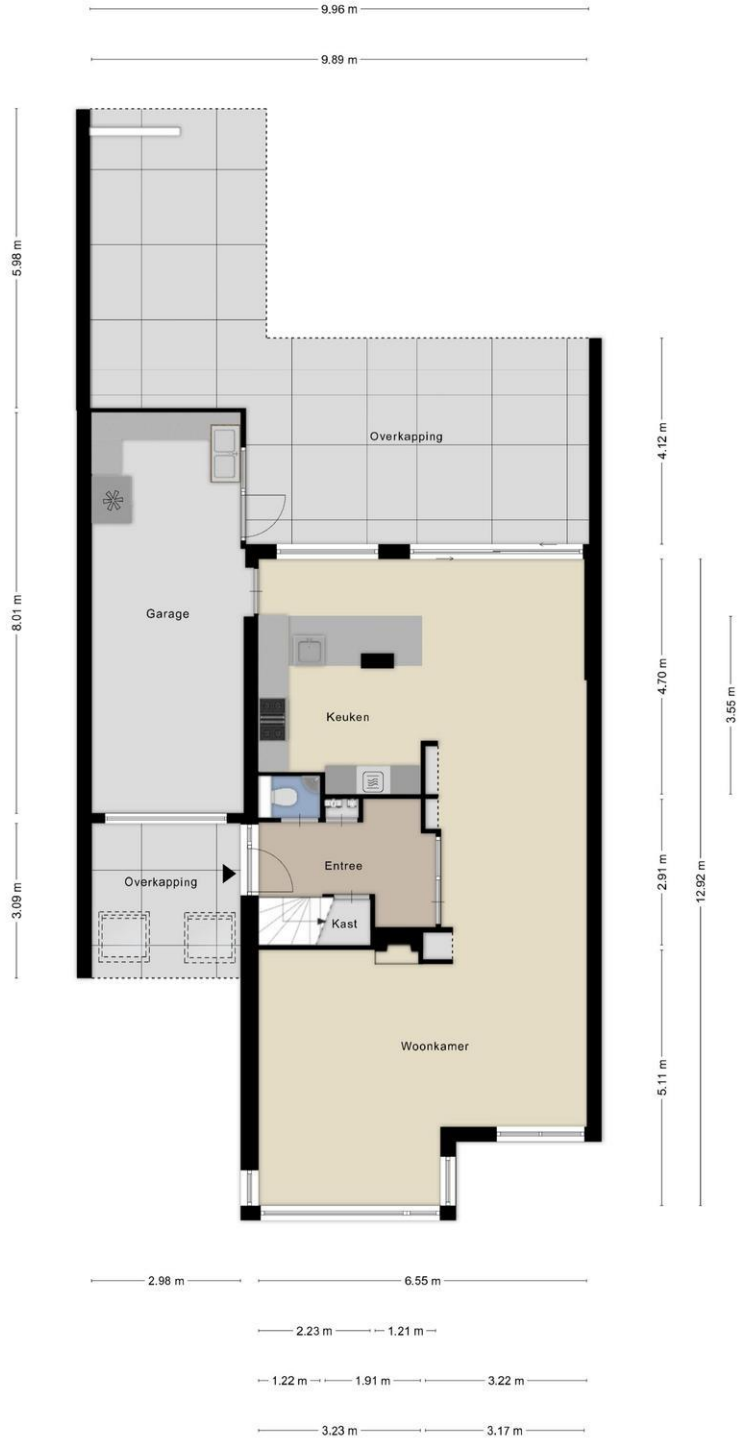 9.96 m
9.89 m
5.98 m
4.12 m
Overkapping
8.01 m
Garage
4.70 m
3.55 m
Keuken
12.92 m
2.91 m
Entree
Overkapping
3.09 m
Kast
Woonkamer
5.11 m
2.98 m
6.55 m
2.23 m
1.21 m
1.22 m
1.91 m
3.22 m
3.23 m
3.17 m